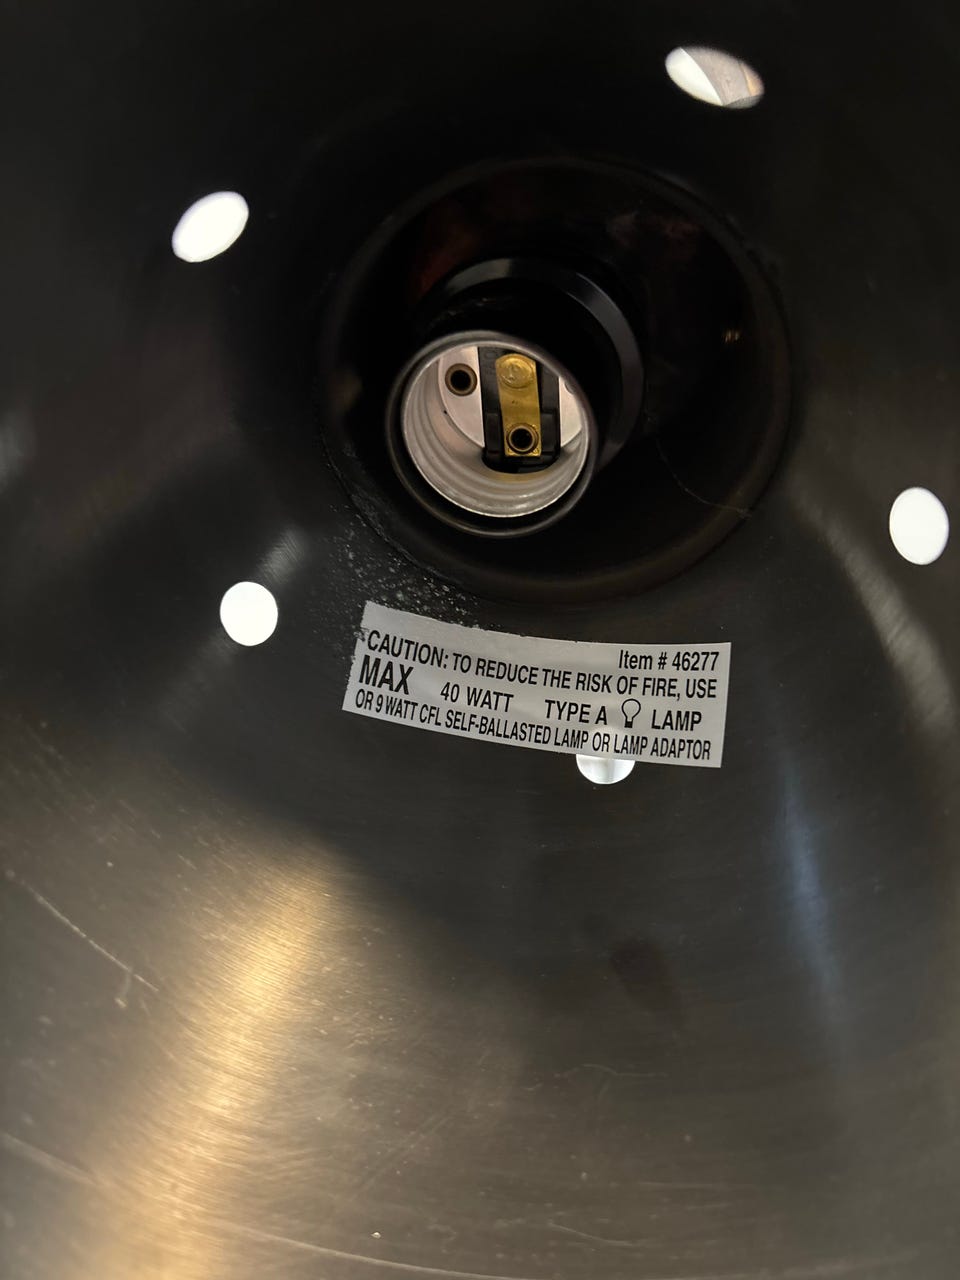 Item # 46277
CAUTION: TO REDUCE THE RISK OF FIRE, USE
MAX 40 WATT TYPE A LAMP
OR 9 WATT CFL SELF-BALLASTED LAMP OR LAMP ADAPTOR